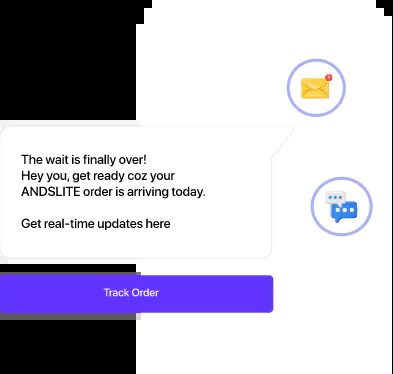 The wait is finally over!
Hey you, get ready coz your
ANDSLITE order is arriving today.
Get real-time updates here
Track Order